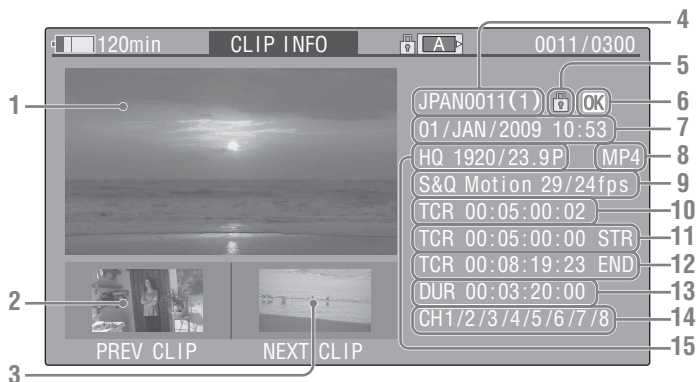 120min CLIP INFO A 0011/0300
4
5
1 JPAN0011(1) OK 6
01/JAN/2009 10:53 7
HQ 1920/23.9P MP4 8
S&Q Motion 29/24fps 9
TCR 00:05:00:02 10
TCR 00:05:00:00 STR 11
TCR 00:08:19:23 END 12
2 DUR 00:03:20:00 13
CH1/2/3/4/5/6/7/8 14
PREV CLIP NEXT CLIP 15
3